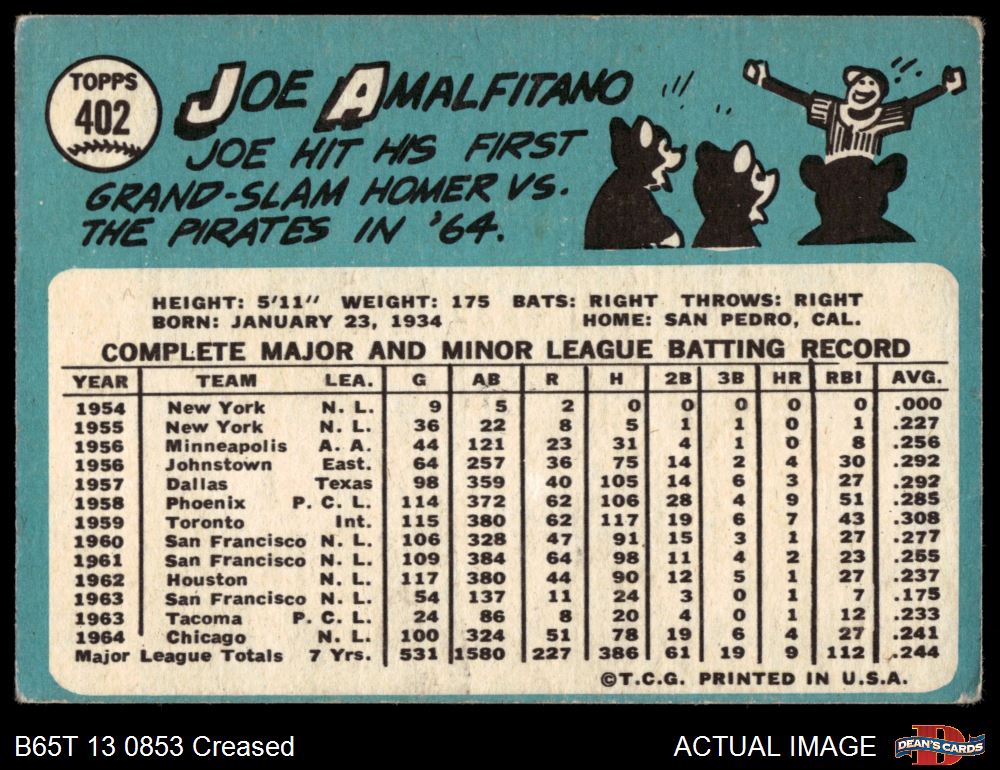 TOPPS
402
JOE AMALFITANO
JOE HIT HIS FIRST
GRAND-SLAM HOMER VS.
THE PIRATES IN '64.
HEIGHT: 5'11" WEIGHT: 175 BATS: RIGHT THROWS: RIGHT
BORN: JANUARY 23, 1934 HOME: SAN PEDRO, CAL.
COMPLETE MAJOR AND MINOR LEAGUE BATTING RECORD
YEAR TEAM LEA. G AB R H 2B 3B HR RBI AVG.
1954 New York N. L. 9 5 2 0 0 0 0 0 .000
1955 New York N. L. 36 22 8 5 1 1 0 1 .227
1956 Minneapolis A. A. 44 121 23 31 4 1 0 8 .256
1956 Johnstown East. 64 257 36 75 14 2 4 30 .292
1957 Dallas Texas 98 359 40 105 14 6 3 27 .292
1958 Phoenix P. C. L. 114 372 62 106 28 4 9 51 .285
1959 Toronto Int. 115 380 62 117 19 6 7 43 .308
1960 San Francisco N. L. 106 328 47 91 15 3 1 27 .277
1961 San Francisco N. L. 109 384 64 98 11 4 2 23 .255
1962 Houston N. L. 117 380 44 90 12 5 1 27 .237
1963 San Francisco N. L. 54 137 11 24 3 0 1 7 .175
1963 Tacoma P. C. L. 24 86 8 20 4 0 1 12 .233
1964 Chicago N. L. 100 324 51 78 19 6 4 27 .241
Major League Totals 7 Yrs. 531 1580 227 386 61 19 9 112 .244
©T.C.G. PRINTED IN U.S.A.
B65T 13 0853 Creased ACTUAL IMAGE
DEAN'S CARDS